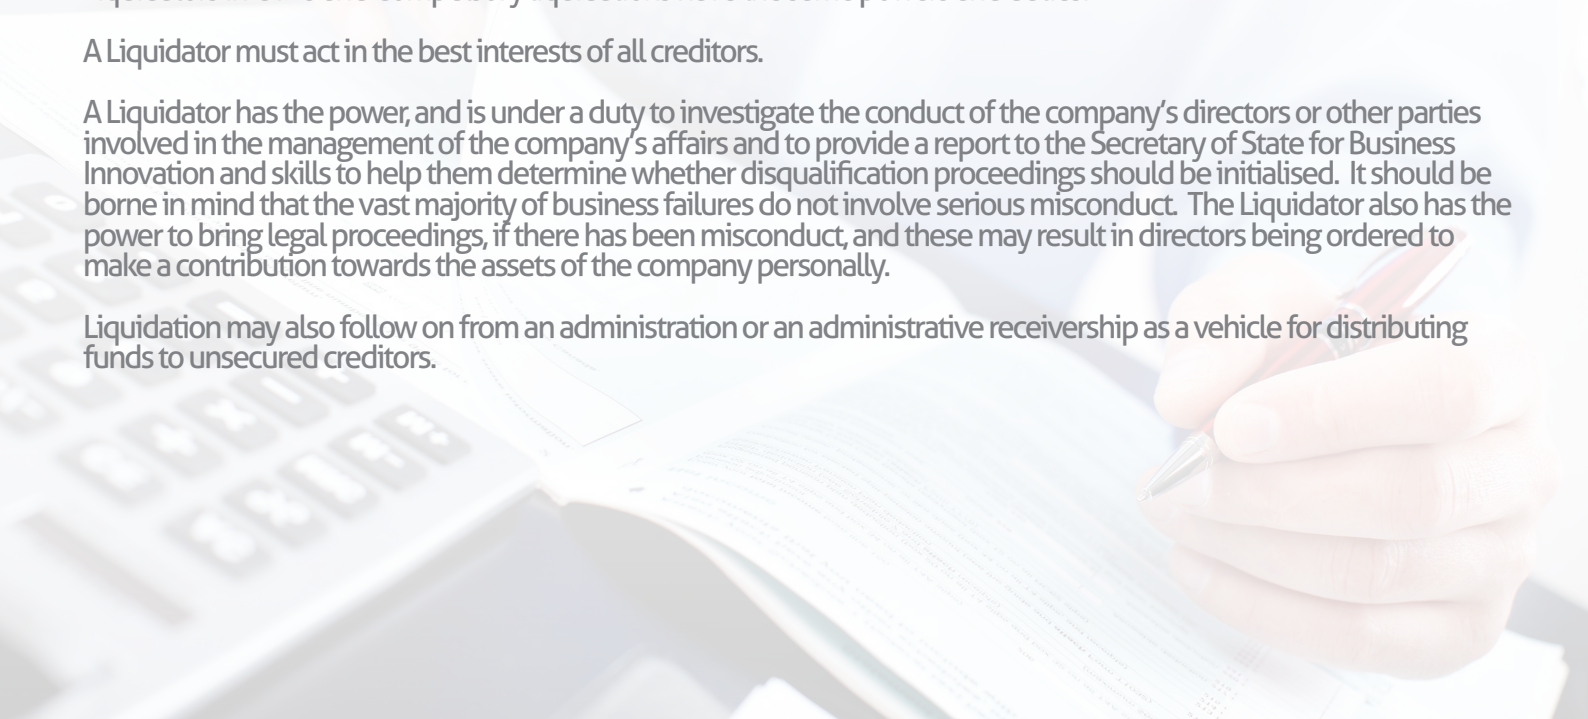 A Liquidator must act in the best interests of all creditors.
A Liquidator has the power, and is under a duty to investigate the conduct of the company's directors or other parties
involved in the management of the company's affairs and to provide a report to the Secretary of State for Business
Innovation and skills to help them determine whether disqualification proceedings should be initialised. It should be
borne in mind that the vast majority of business failures do not involve serious misconduct. The Liquidator also has the
power to bring legal proceedings, if there has been misconduct, and these may result in directors being ordered to
make a contribution towards the assets of the company personally.
Liquidation may also follow on from an administration or an administrative receivership as a vehicle for distributing
funds to unsecured creditors.